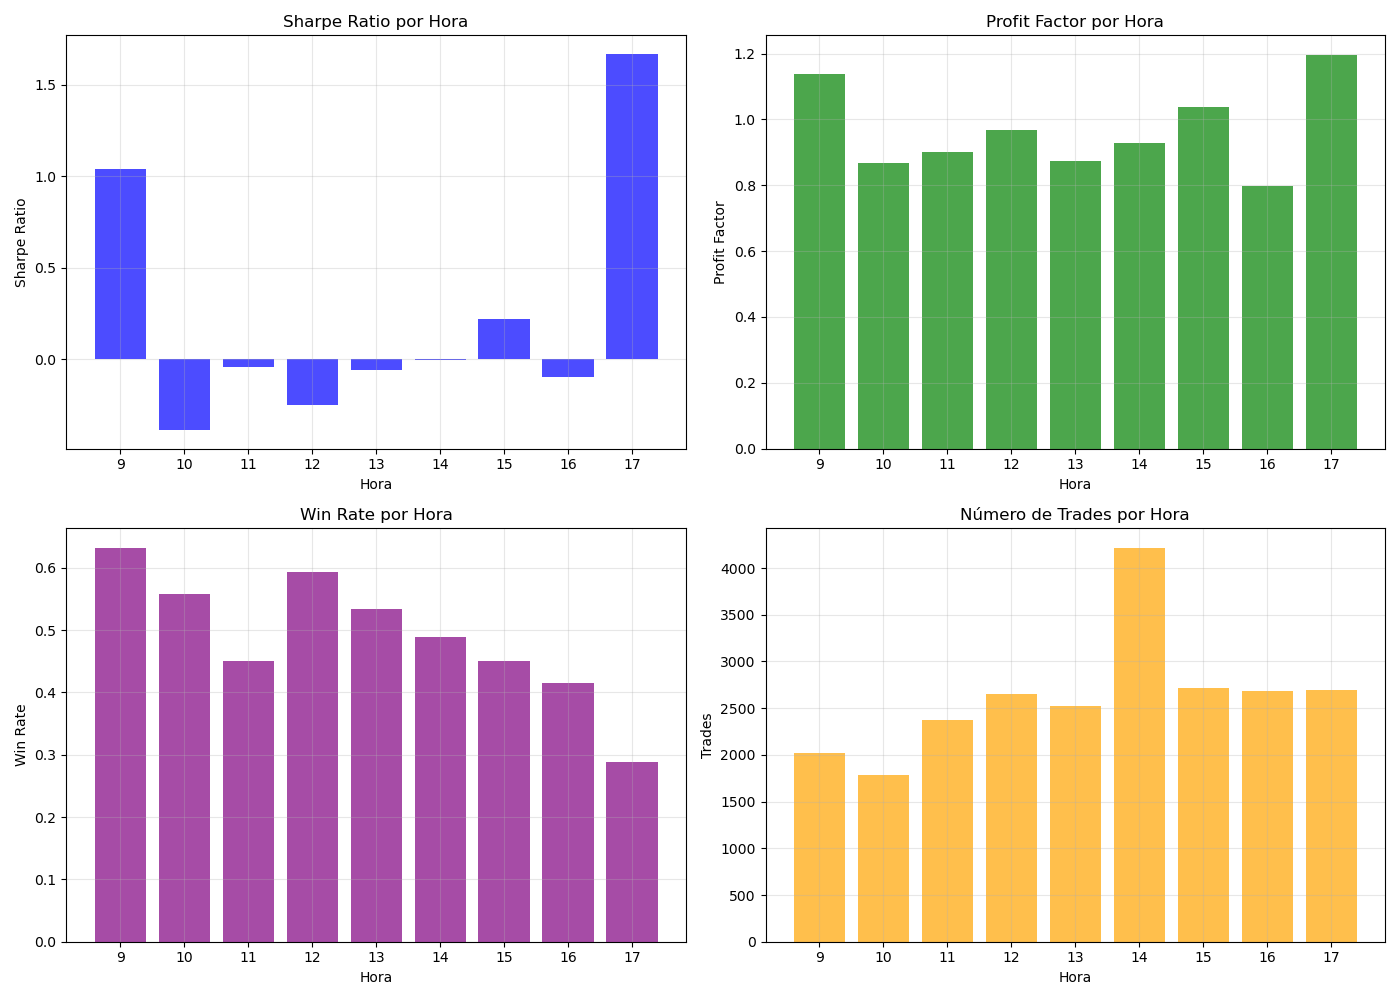 Sharpe Ratio por Hora
Sharpe Ratio
1.5
1.0
0.5
0.0
9 10 11 12 13 14 15 16 17
Hora
Profit Factor por Hora
Profit Factor
1.2
1.0
0.8
0.6
0.4
0.2
0.0
9 10 11 12 13 14 15 16 17
Hora
Win Rate por Hora
Win Rate
0.6
0.5
0.4
0.3
0.2
0.1
0.0
9 10 11 12 13 14 15 16 17
Hora
Número de Trades por Hora
Trades
4000
3500
3000
2500
2000
1500
1000
500
0
9 10 11 12 13 14 15 16 17
Hora